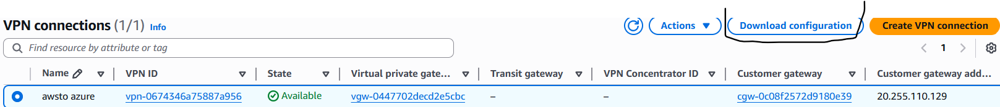 VPN connections (1/1) Info Actions Download configuration Create VPN connection
Find resource by attribute or tag 1
Name VPN ID State Virtual private gate... Transit gateway VPN Concentrator ID Customer gateway Customer gateway add...
awsto azure vpn-0674346a75887a956 Available vgw-0447702decd2e5cbc – – cgw-0c08f2572d9180e39 20.255.110.129